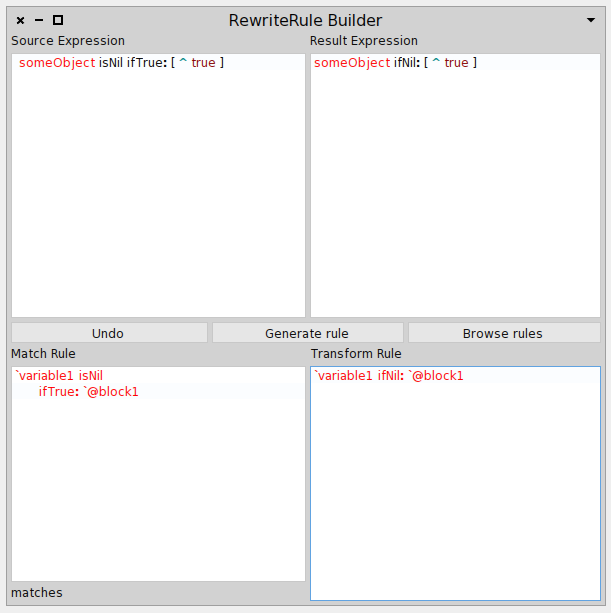 RewriteRule Builder
Source Expression
Result Expression
someObject isNil ifTrue: [ ^ true ]
someObject ifNil: [ ^ true ]
Undo
Generate rule
Browse rules
Match Rule
Transform Rule
`variable1 isNil
ifTrue: `@block1
`variable1 ifNil: `@block1
matches